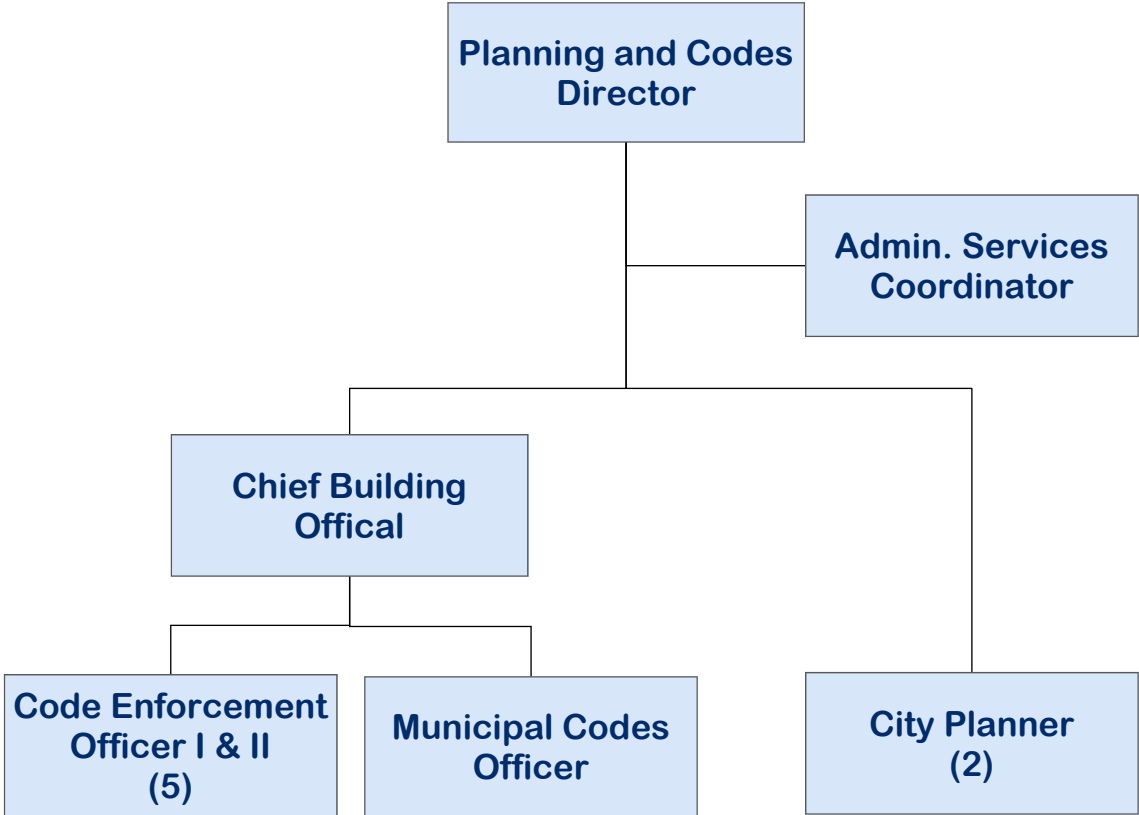 Planning and Codes
Director
Admin. Services
Coordinator
Chief Building
Offical
Code Enforcement
Officer I & II
(5)
Municipal Codes
Officer
City Planner
(2)